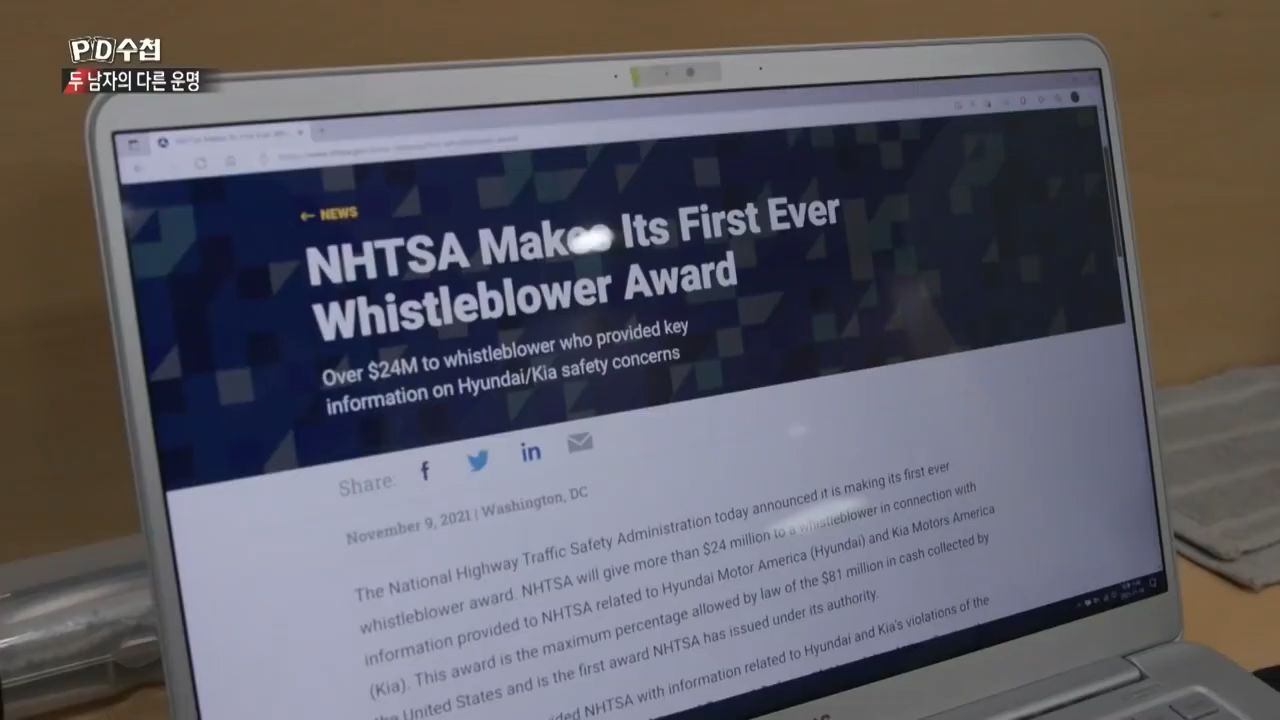 PD수첩
두 남자의 다른 운명
← NEWS
NHTSA Makes Its First Ever
Whistleblower Award
Over $24M to whistleblower who provided key
information on Hyundai/Kia safety concerns
Share:
November 9, 2021 | Washington, DC
The National Highway Traffic Safety Administration today announced it is making its first ever
whistleblower award. NHTSA will give more than $24 million to a whistleblower in connection with
information provided to NHTSA related to Hyundai Motor America (Hyundai) and Kia Motors America
(Kia). This award is the maximum percentage allowed by law of the $81 million in cash collected by
the United States and is the first award NHTSA has issued under its authority.
NHTSA with information related to Hyundai and Kia's violations of the